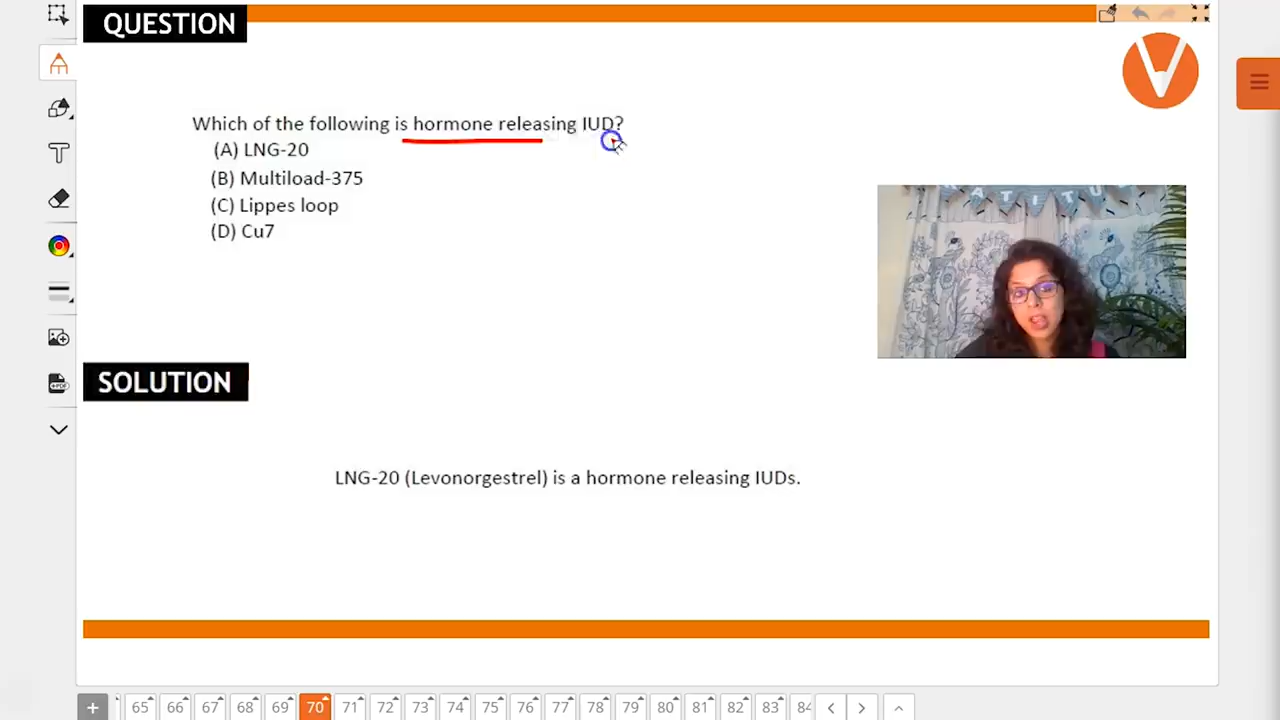 QUESTION
Which of the following is hormone releasing IUD?
(A) LNG-20
(B) Multiload-375
(C) Lippes loop
(D) Cu7
ATITU
SOLUTION
LNG-20 (Levonorgestrel) is a hormone releasing IUDs.
65 66 67 68 69 70 71 72 73 74 75 76 77 78 79 80 81 82 83 84